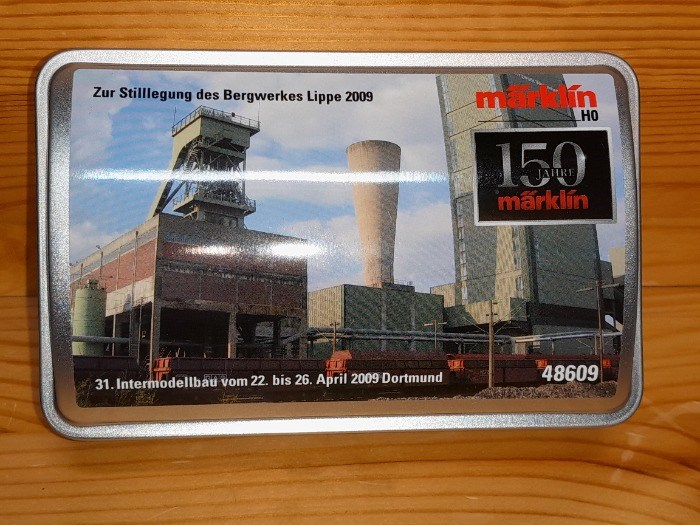 Zur Stilllegung des Bergwerkes Lippe 2009
märklin
H0
150
JAHRE
märklin
31. Intermodellbau vom 22. bis 26. April 2009 Dortmund
48609